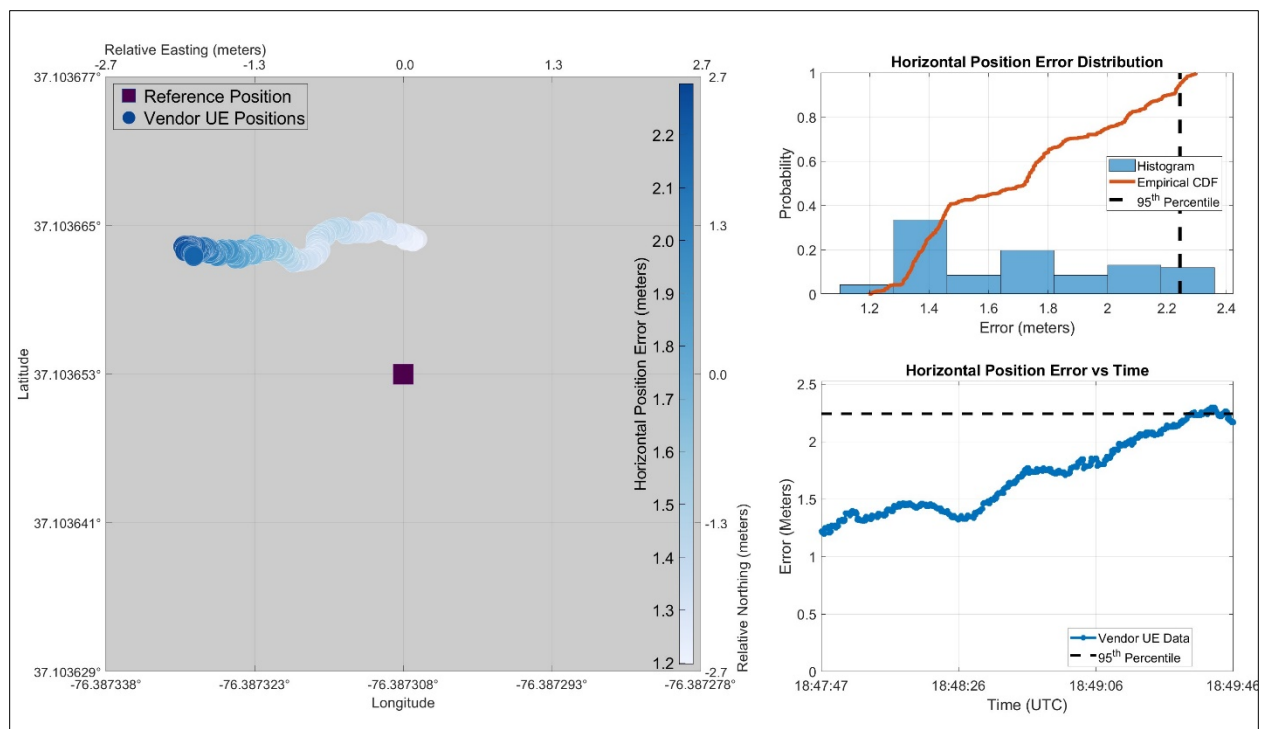 Relative Easting (meters)
-2.7 -1.3 0.0 1.3 2.7
37.103677°
37.103665°
37.103653°
37.103641°
37.103629°
Latitude
Reference Position
Vendor UE Positions
2.2
2.1
2.0
1.9
1.8
1.7
1.6
1.5
1.4
1.3
1.2
Horizontal Position Error (meters)
2.7
1.3
0.0
-1.3
-2.7
Relative Northing (meters)
-76.387338° -76.387323° -76.387308° -76.387293° -76.387278°
Longitude
Horizontal Position Error Distribution
1
0.8
0.6
0.4
0.2
0
Probability
Histogram
Empirical CDF
95th Percentile
1.2 1.4 1.6 1.8 2 2.2 2.4
Error (meters)
Horizontal Position Error vs Time
2.5
2
1.5
1
0.5
0
Error (Meters)
Vendor UE Data
95th Percentile
18:47:47 18:48:26 18:49:06 18:49:46
Time (UTC)